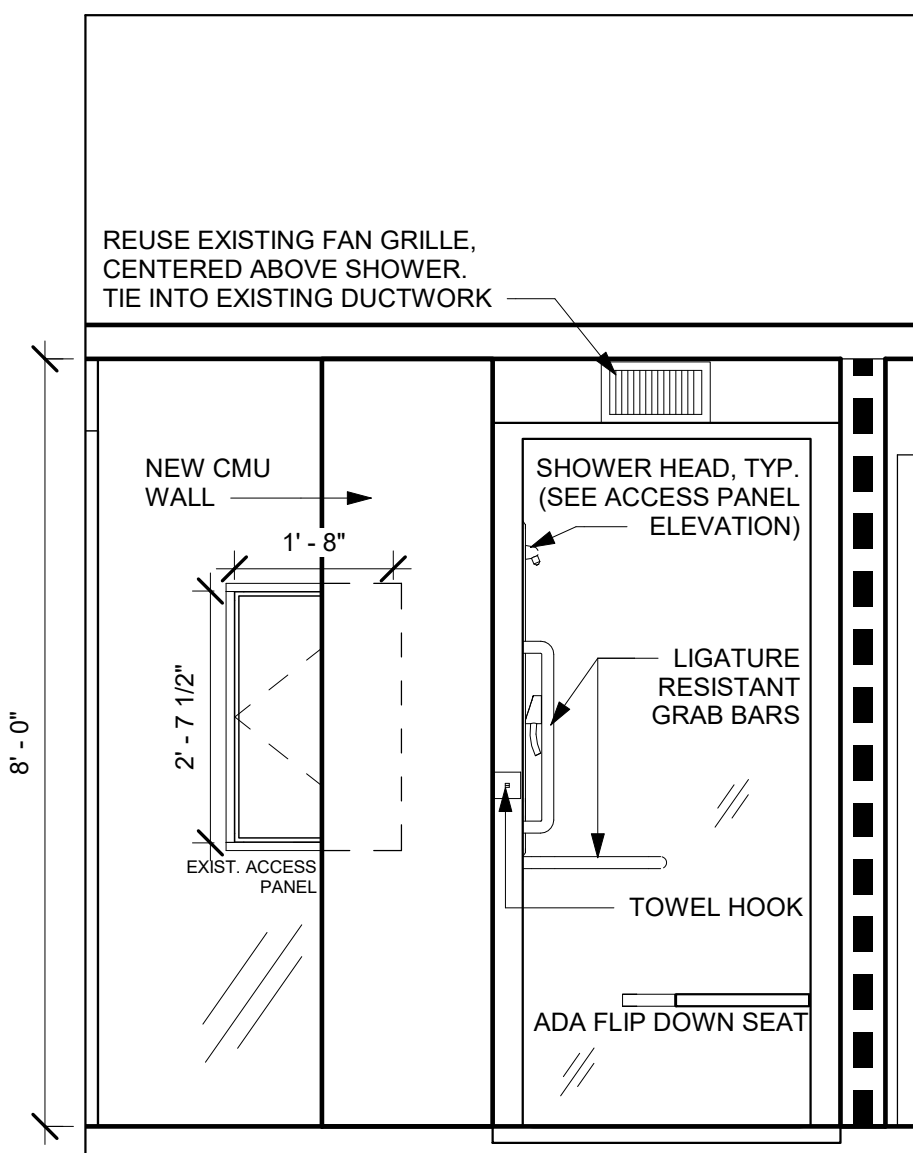 REUSE EXISTING FAN GRILLE,
CENTERED ABOVE SHOWER.
TIE INTO EXISTING DUCTWORK
NEW CMU
WALL
SHOWER HEAD, TYP.
(SEE ACCESS PANEL
ELEVATION)
1' - 8"
LIGATURE
RESISTANT
GRAB BARS
2' - 7 1/2"
8' - 0"
EXIST. ACCESS
PANEL
TOWEL HOOK
ADA FLIP DOWN SEAT